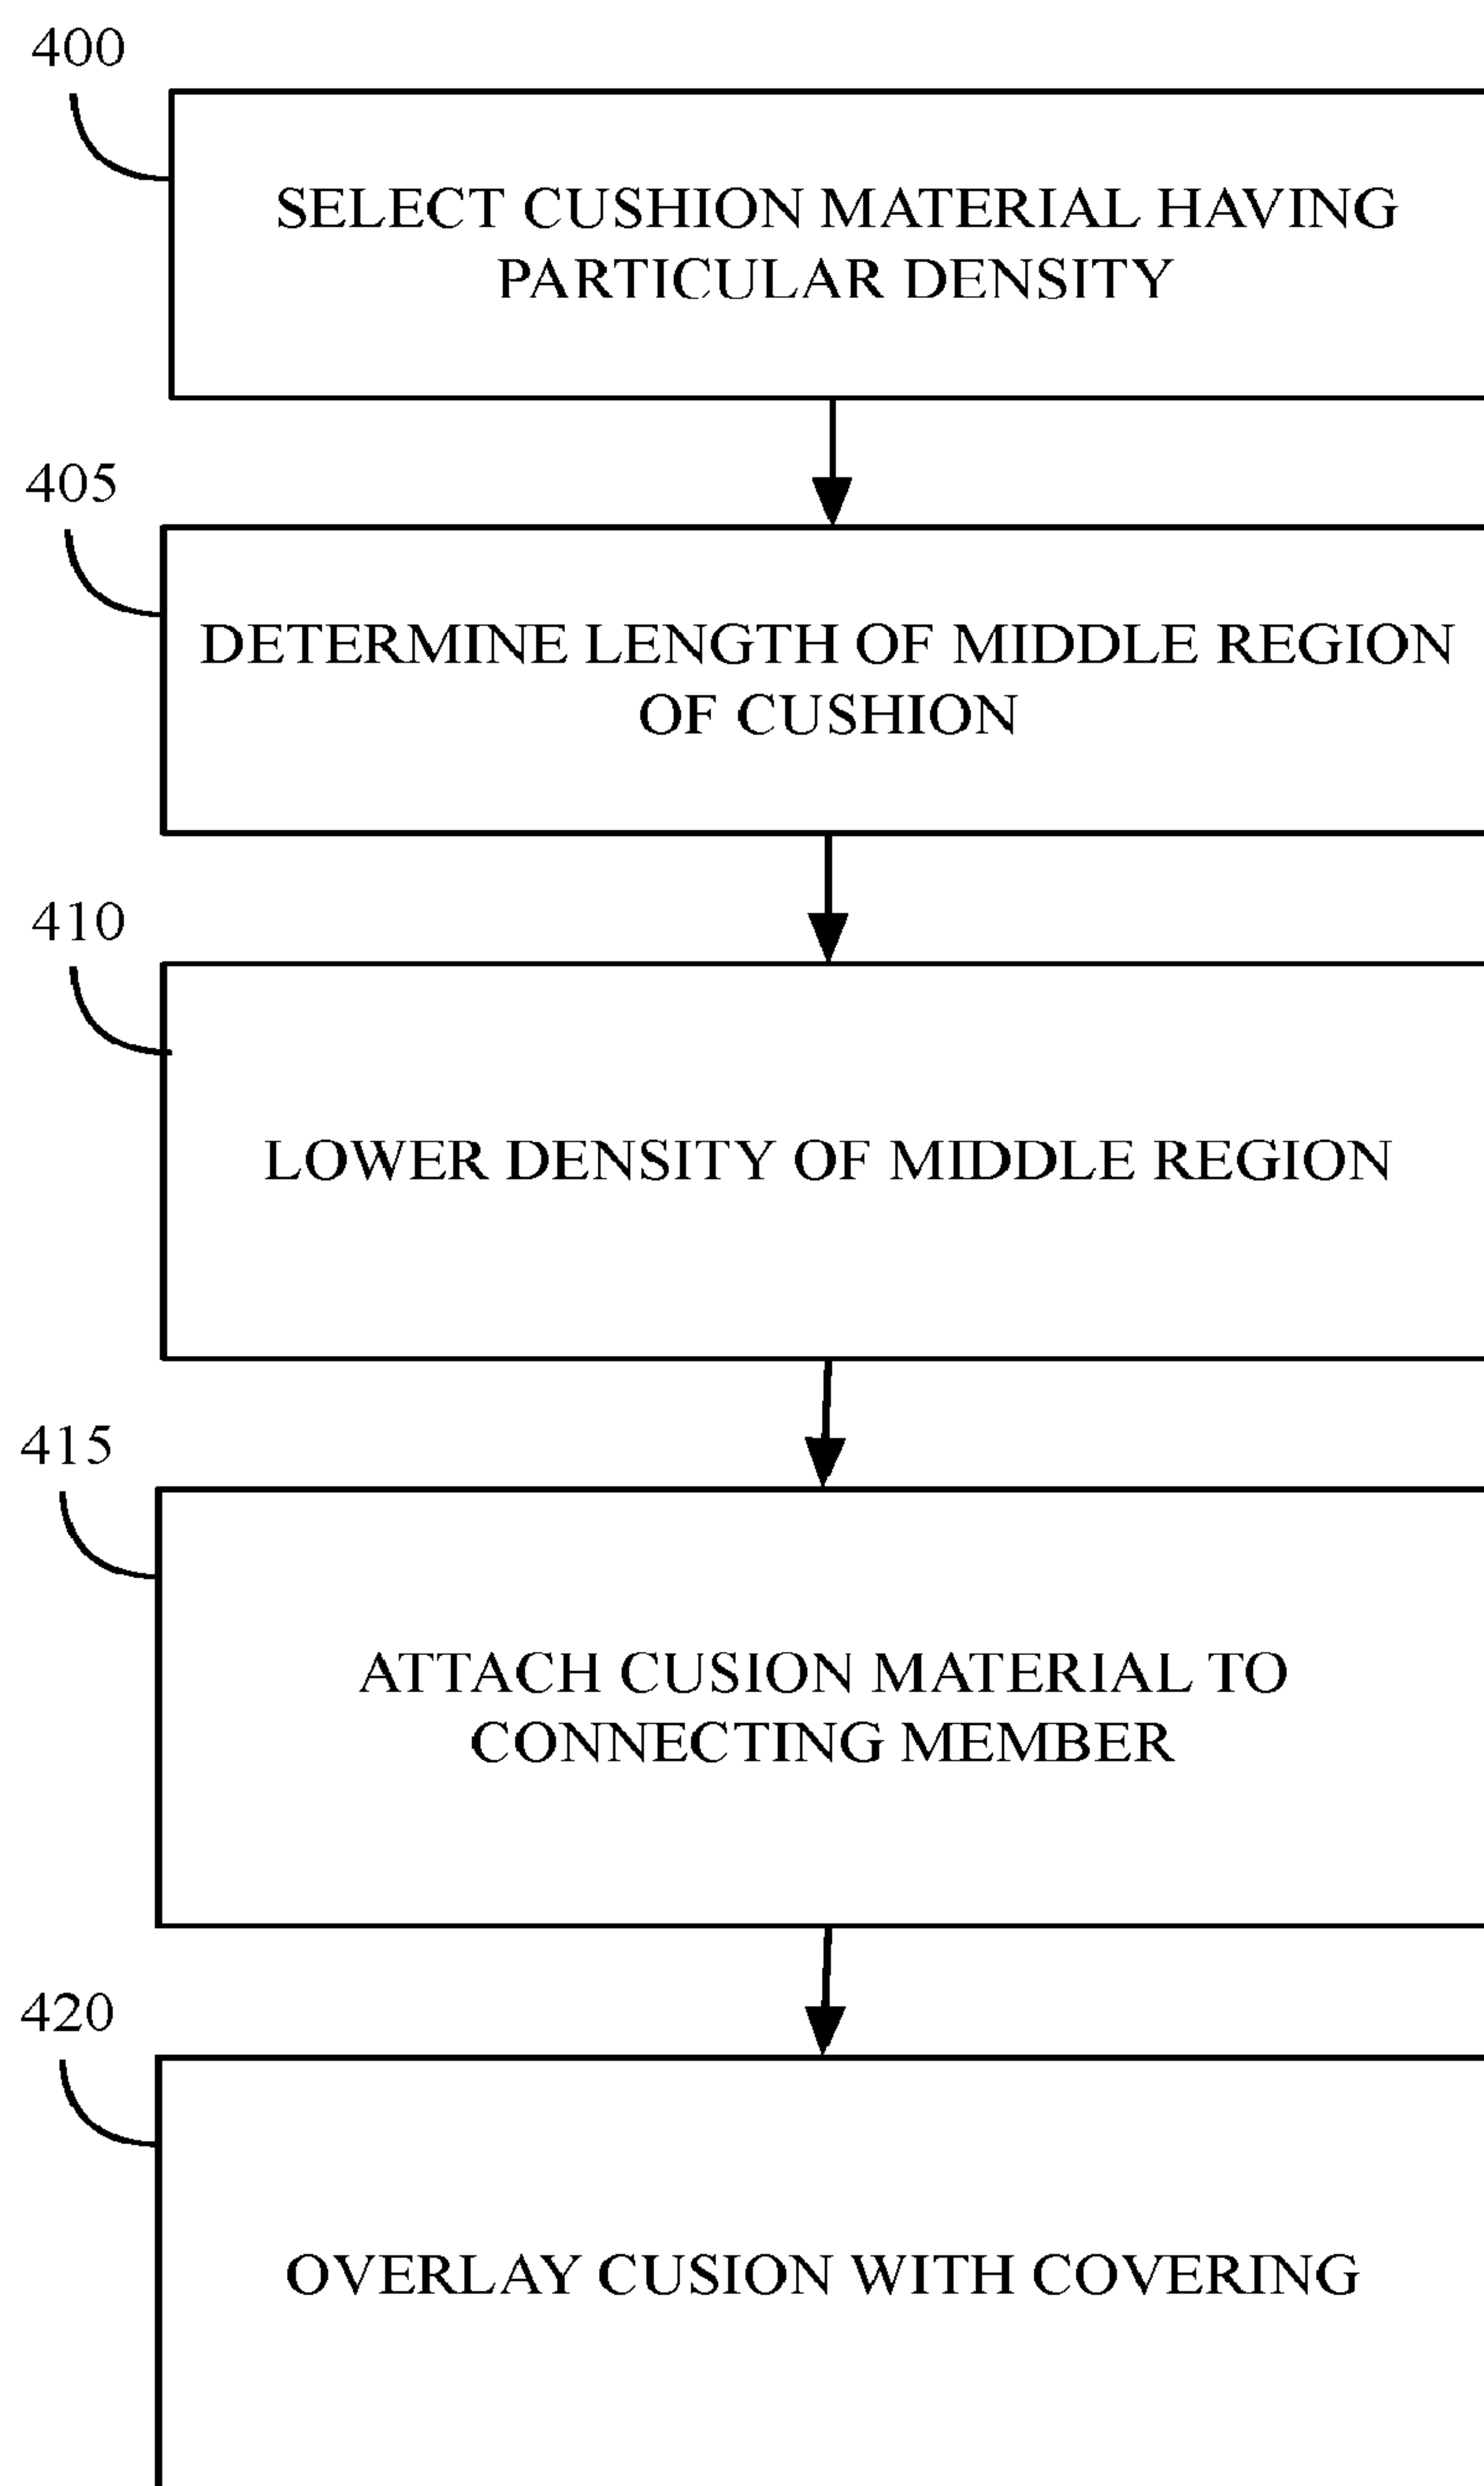 400
SELECT CUSHION MATERIAL HAVING
PARTICULAR DENSITY
405
DETERMINE LENGTH OF MIDDLE REGION
OF CUSHION
410
LOWER DENSITY OF MIDDLE REGION
415
ATTACH CUSION MATERIAL TO
CONNECTING MEMBER
420
OVERLAY CUSION WITH COVERING